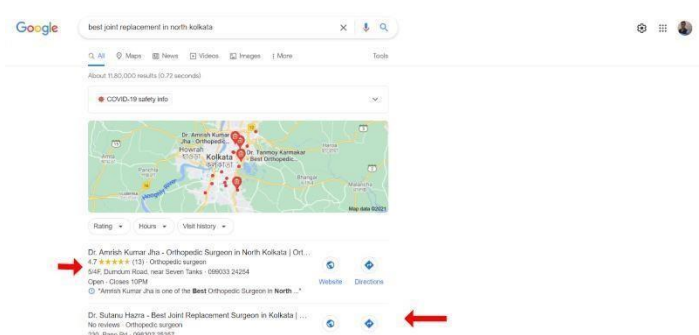 Google
best joint replacement in north kolkata
All Maps News Videos Images More Tools
About 11,80,000 results (0.72 seconds)
COVID-19 safety info
Dr. Amrish Kumar
Jha - Orthopedic...
Howrah
Kolkata
Dr. Tanmoy Karmakar
- Best Orthopedic...
Bhangar
Map data ©2021
Rating Hours Visit history
Dr. Amrish Kumar Jha - Orthopedic Surgeon in North Kolkata | Ort...
4.7 ★★★★★ (13) · Orthopedic surgeon
5/4F, Dumdum Road, near Seven Tanks · 099033 24254
Open · Closes 10PM
"Amrish Kumar Jha is one of the Best Orthopedic Surgeon in North ..."
Website Directions
Dr. Sutanu Hazra - Best Joint Replacement Surgeon in Kolkata | ...
No reviews · Orthopedic surgeon